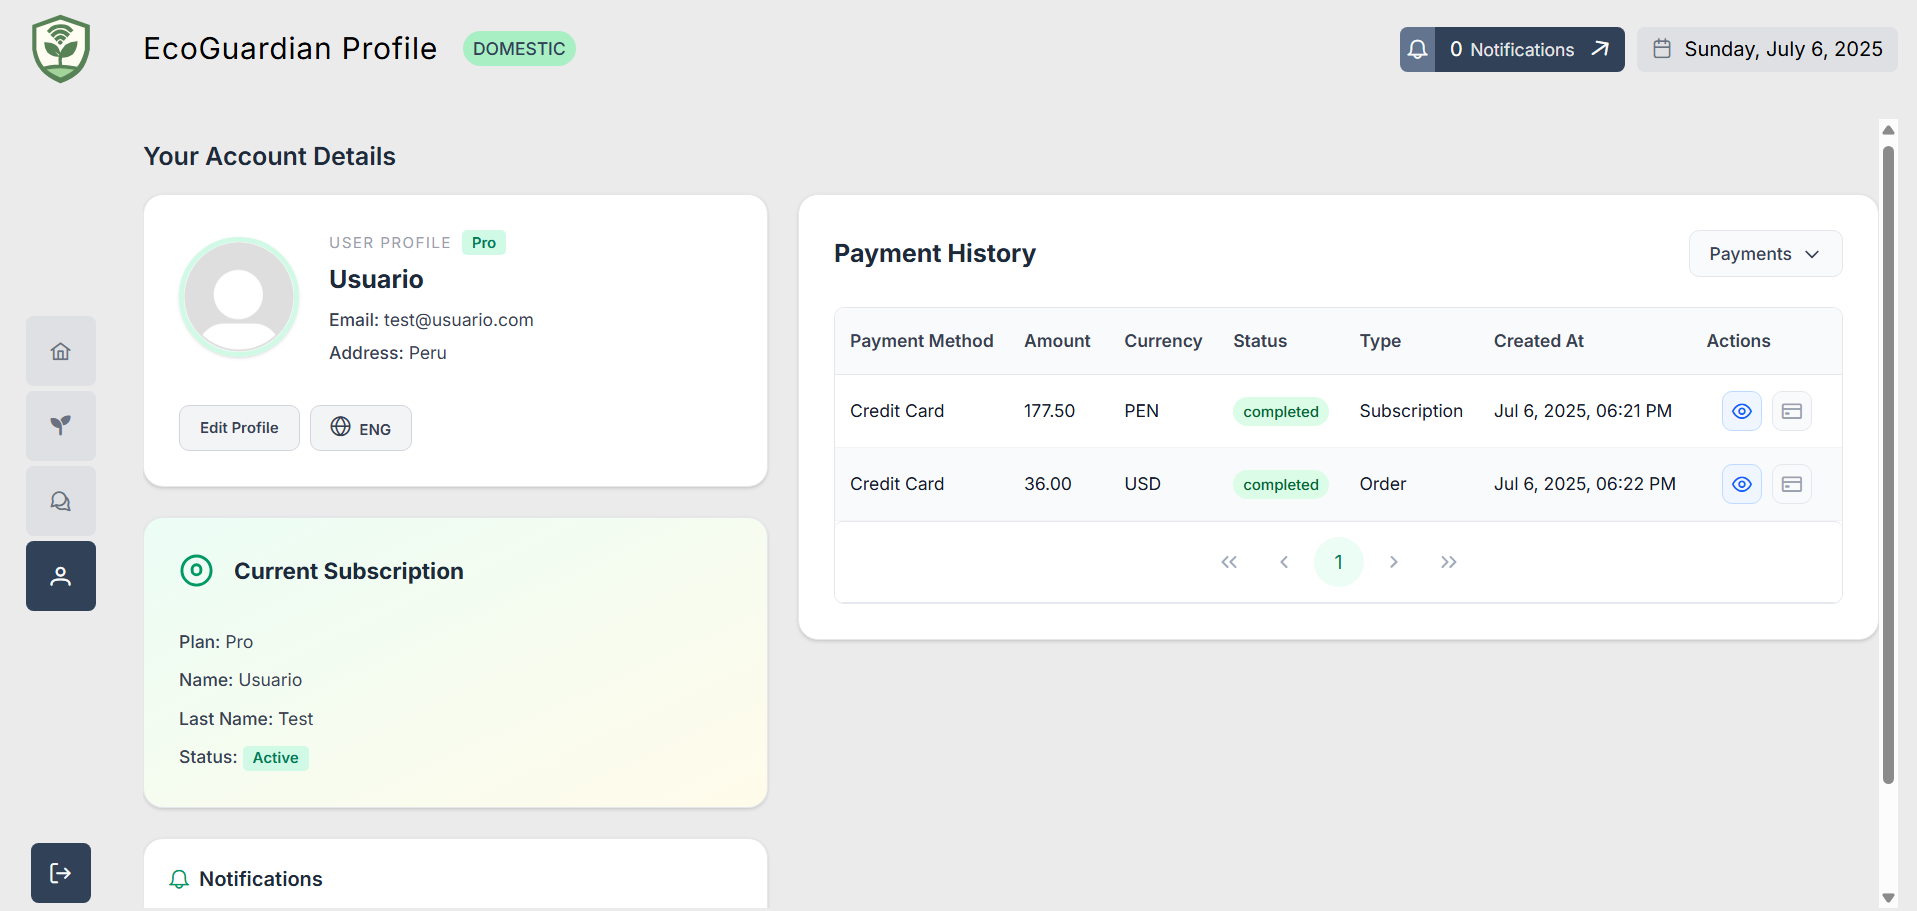 EcoGuardian Profile DOMESTIC
0 Notifications
Sunday, July 6, 2025
Your Account Details
USER PROFILE Pro
Usuario
Email: test@usuario.com
Address: Peru
Edit Profile
ENG
Current Subscription
Plan: Pro
Name: Usuario
Last Name: Test
Status: Active
Notifications
Payment History
Payments
Payment Method Amount Currency Status Type Created At Actions
Credit Card 177.50 PEN completed Subscription Jul 6, 2025, 06:21 PM
Credit Card 36.00 USD completed Order Jul 6, 2025, 06:22 PM
1